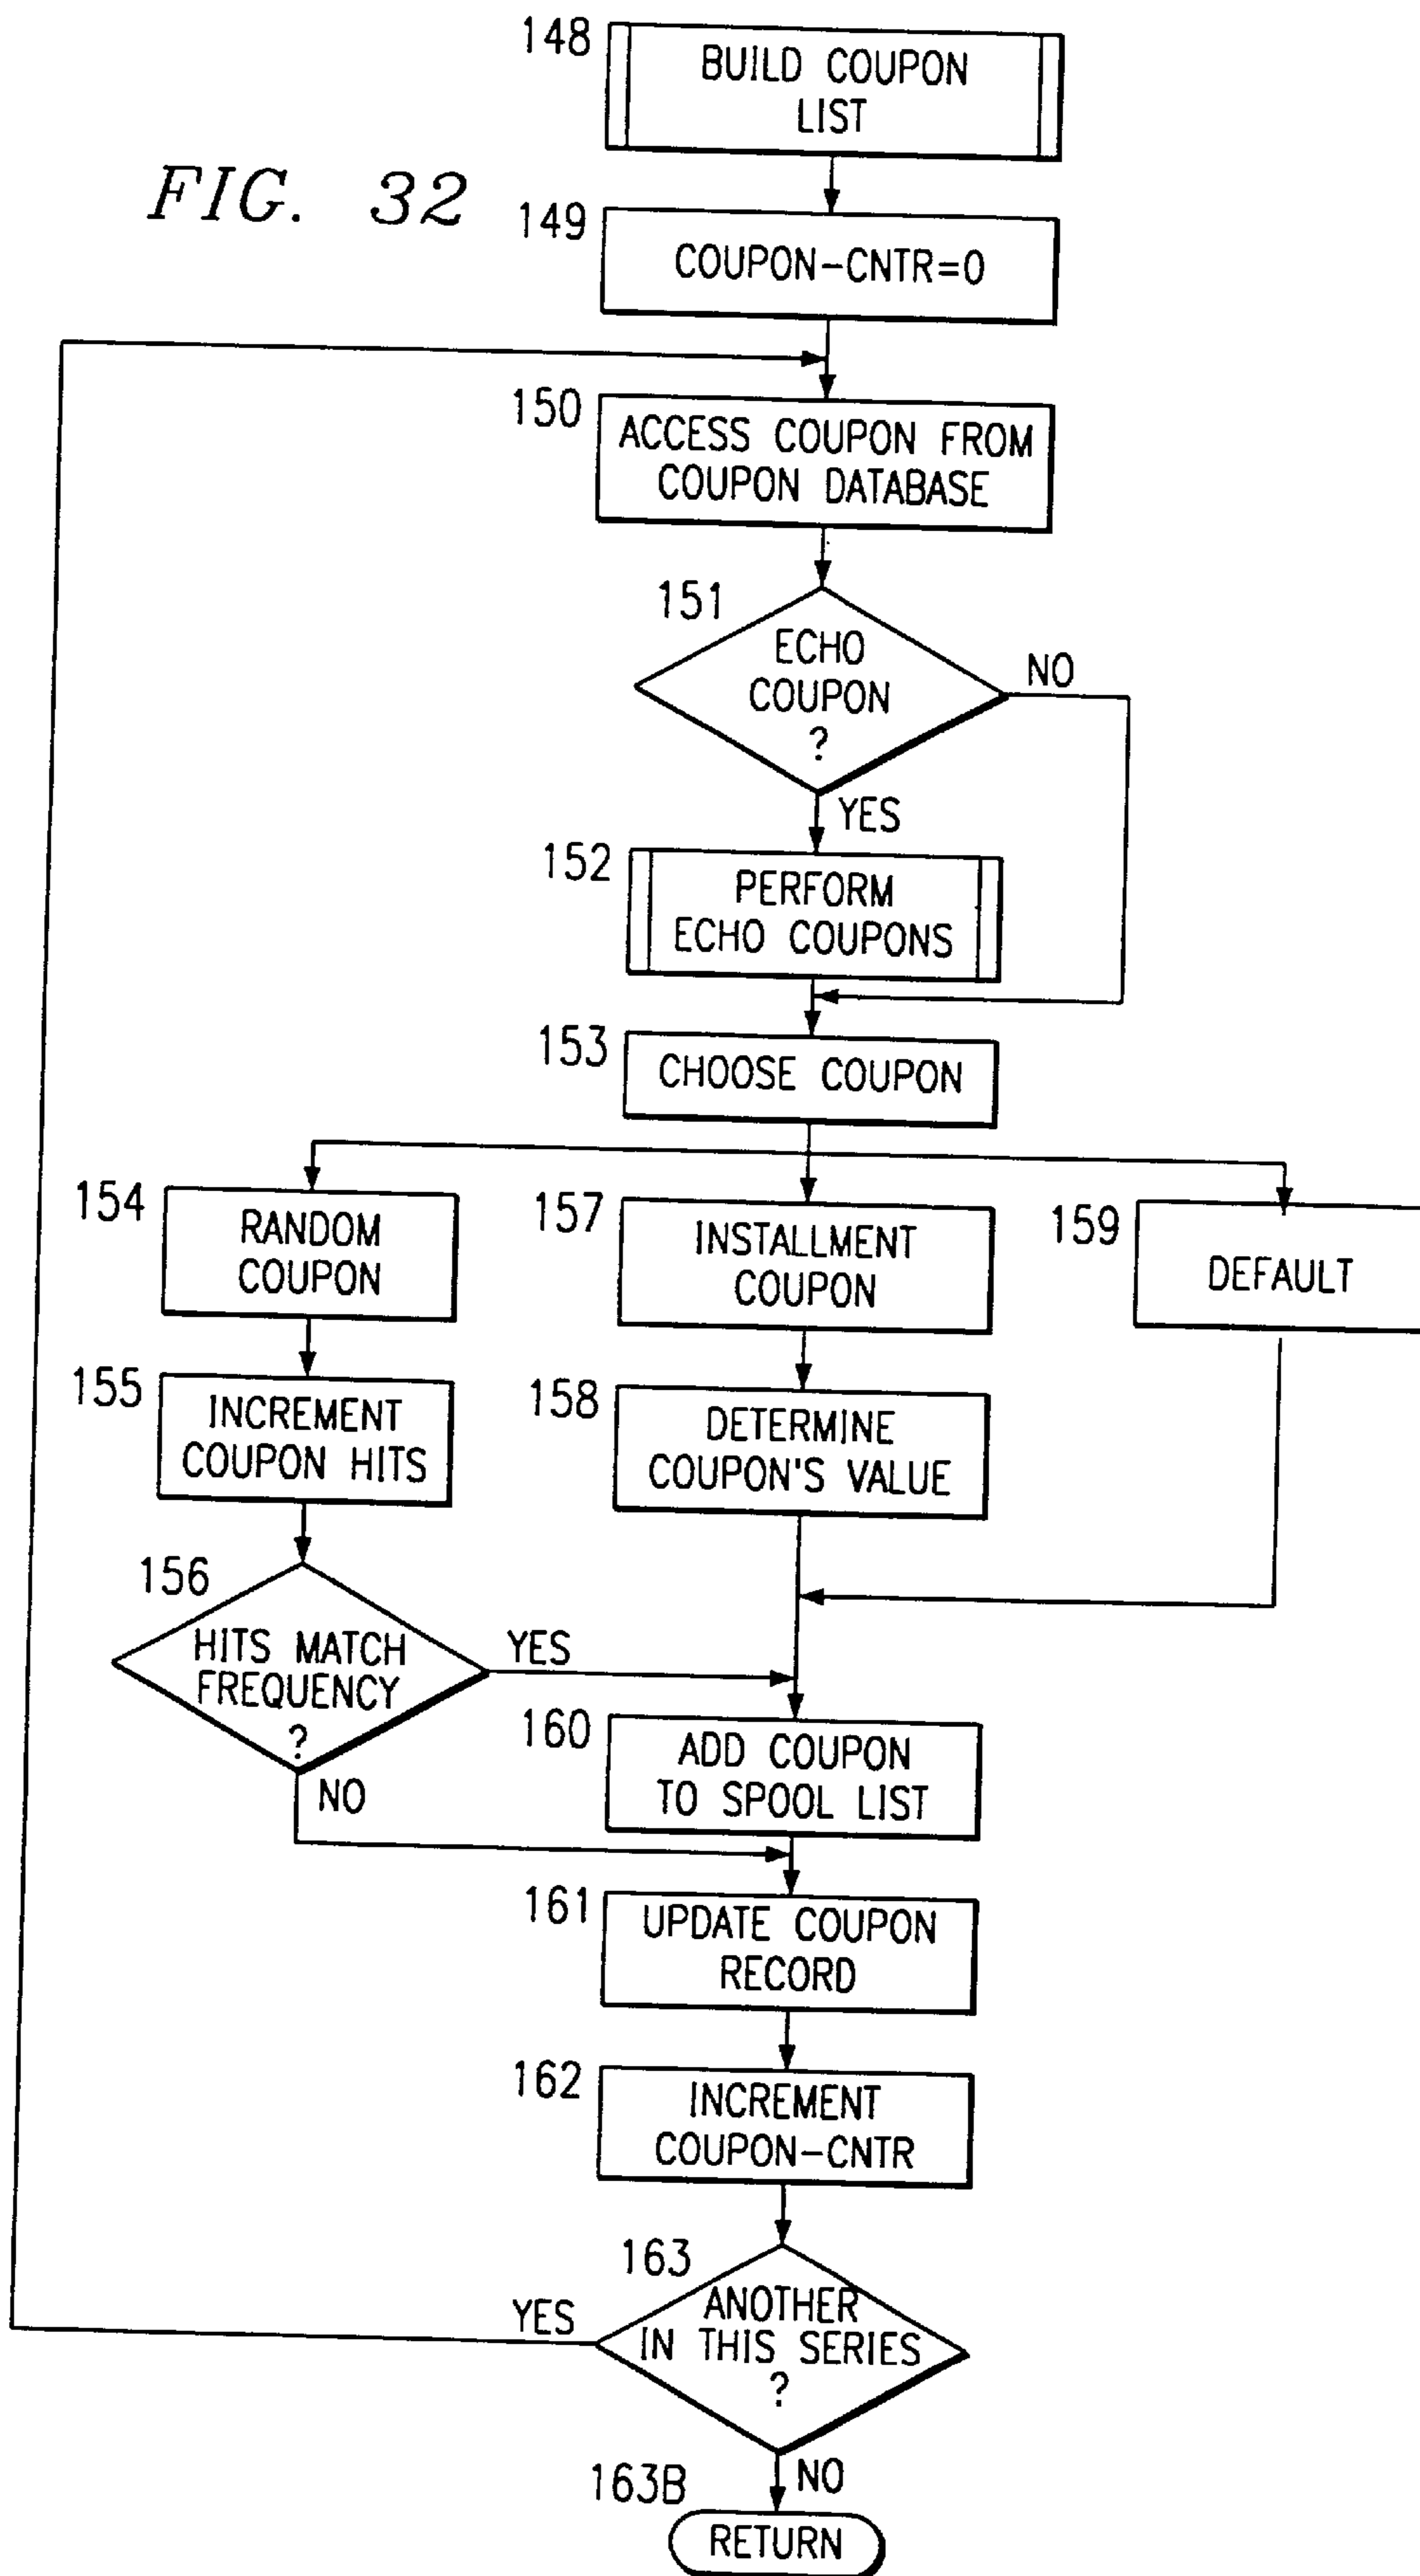 148
BUILD COUPON
LIST
FIG. 32
149
COUPON-CNTR=0
150
ACCESS COUPON FROM
COUPON DATABASE
151
ECHO
COUPON
?
NO
YES
152
PERFORM
ECHO COUPONS
153
CHOOSE COUPON
154
RANDOM
COUPON
157
INSTALLMENT
COUPON
159
DEFAULT
155
INCREMENT
COUPON HITS
158
DETERMINE
COUPON'S VALUE
156
HITS MATCH
FREQUENCY
?
YES
NO
160
ADD COUPON
TO SPOOL LIST
161
UPDATE COUPON
RECORD
162
INCREMENT
COUPON-CNTR
163
ANOTHER
IN THIS SERIES
?
YES
NO
163B
RETURN